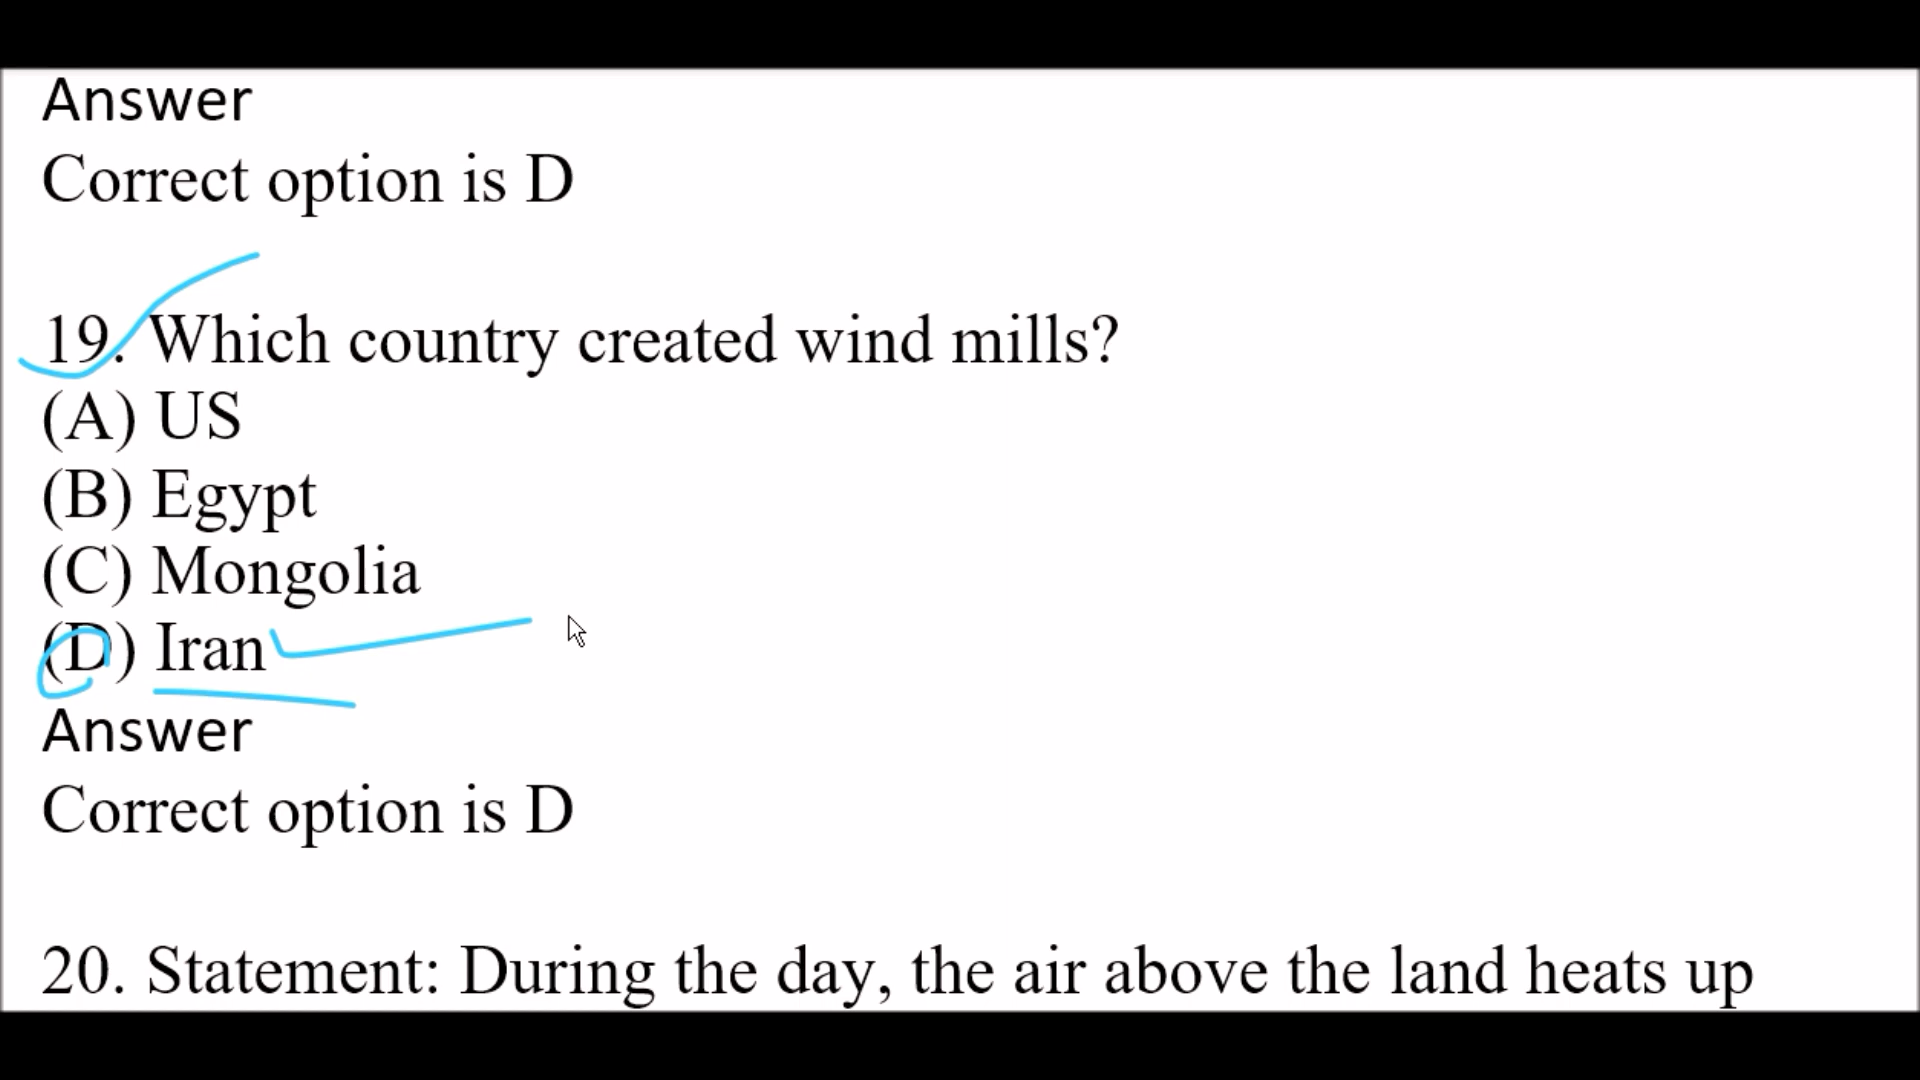 Answer
Correct option is D
19. Which country created wind mills?
(A) US
(B) Egypt
(C) Mongolia
(D) Iran
Answer
Correct option is D
20. Statement: During the day, the air above the land heats up